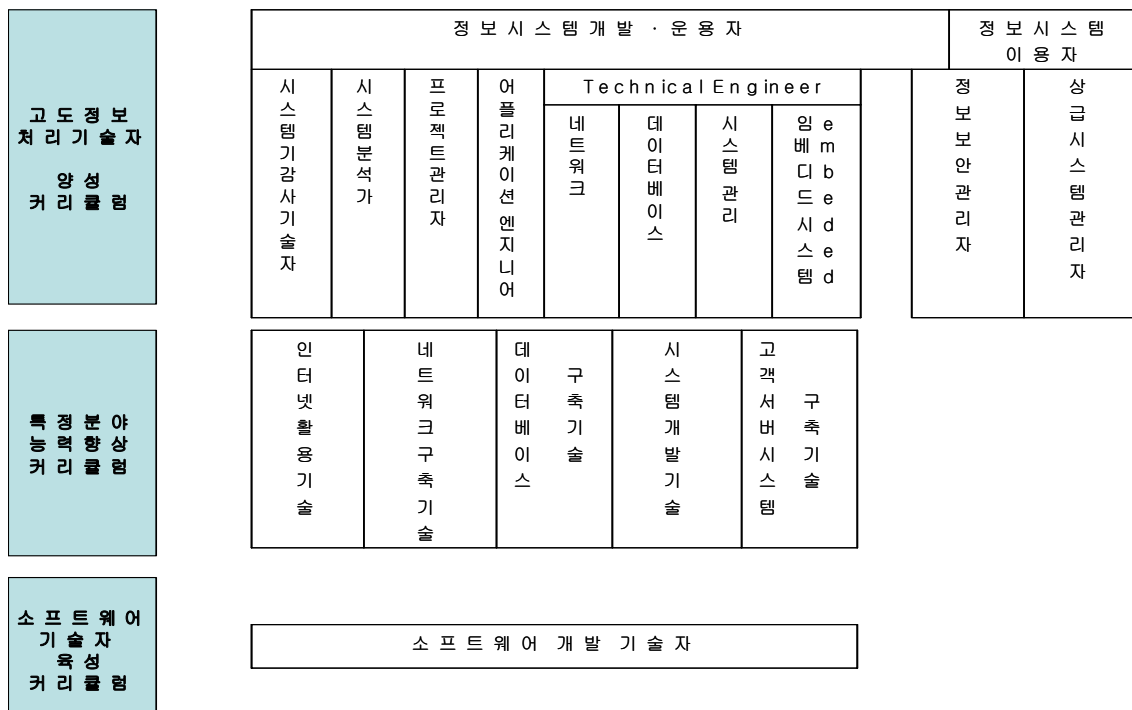 고도정보
처리기술자
양성
커리큘럼
정보시스템개발 · 운용자
정보시스템
이용자
시스템기감사기술자
시스템분석가
프로젝트관리자
어플리케이션엔지니어
Technical Engineer
네트워크
데이터베이스
시스템관리
임베디드시스템
embeded
정보보안관리자
상급시스템관리자
특정분야
능력향상
커리큘럼
인터넷활용기술
네트워크구축기술
데이터베이스
구축기술
시스템개발기술
고객서버시스템
구축기술
소프트웨어
기술자
육성
커리큘럼
소프트웨어 개발 기술자